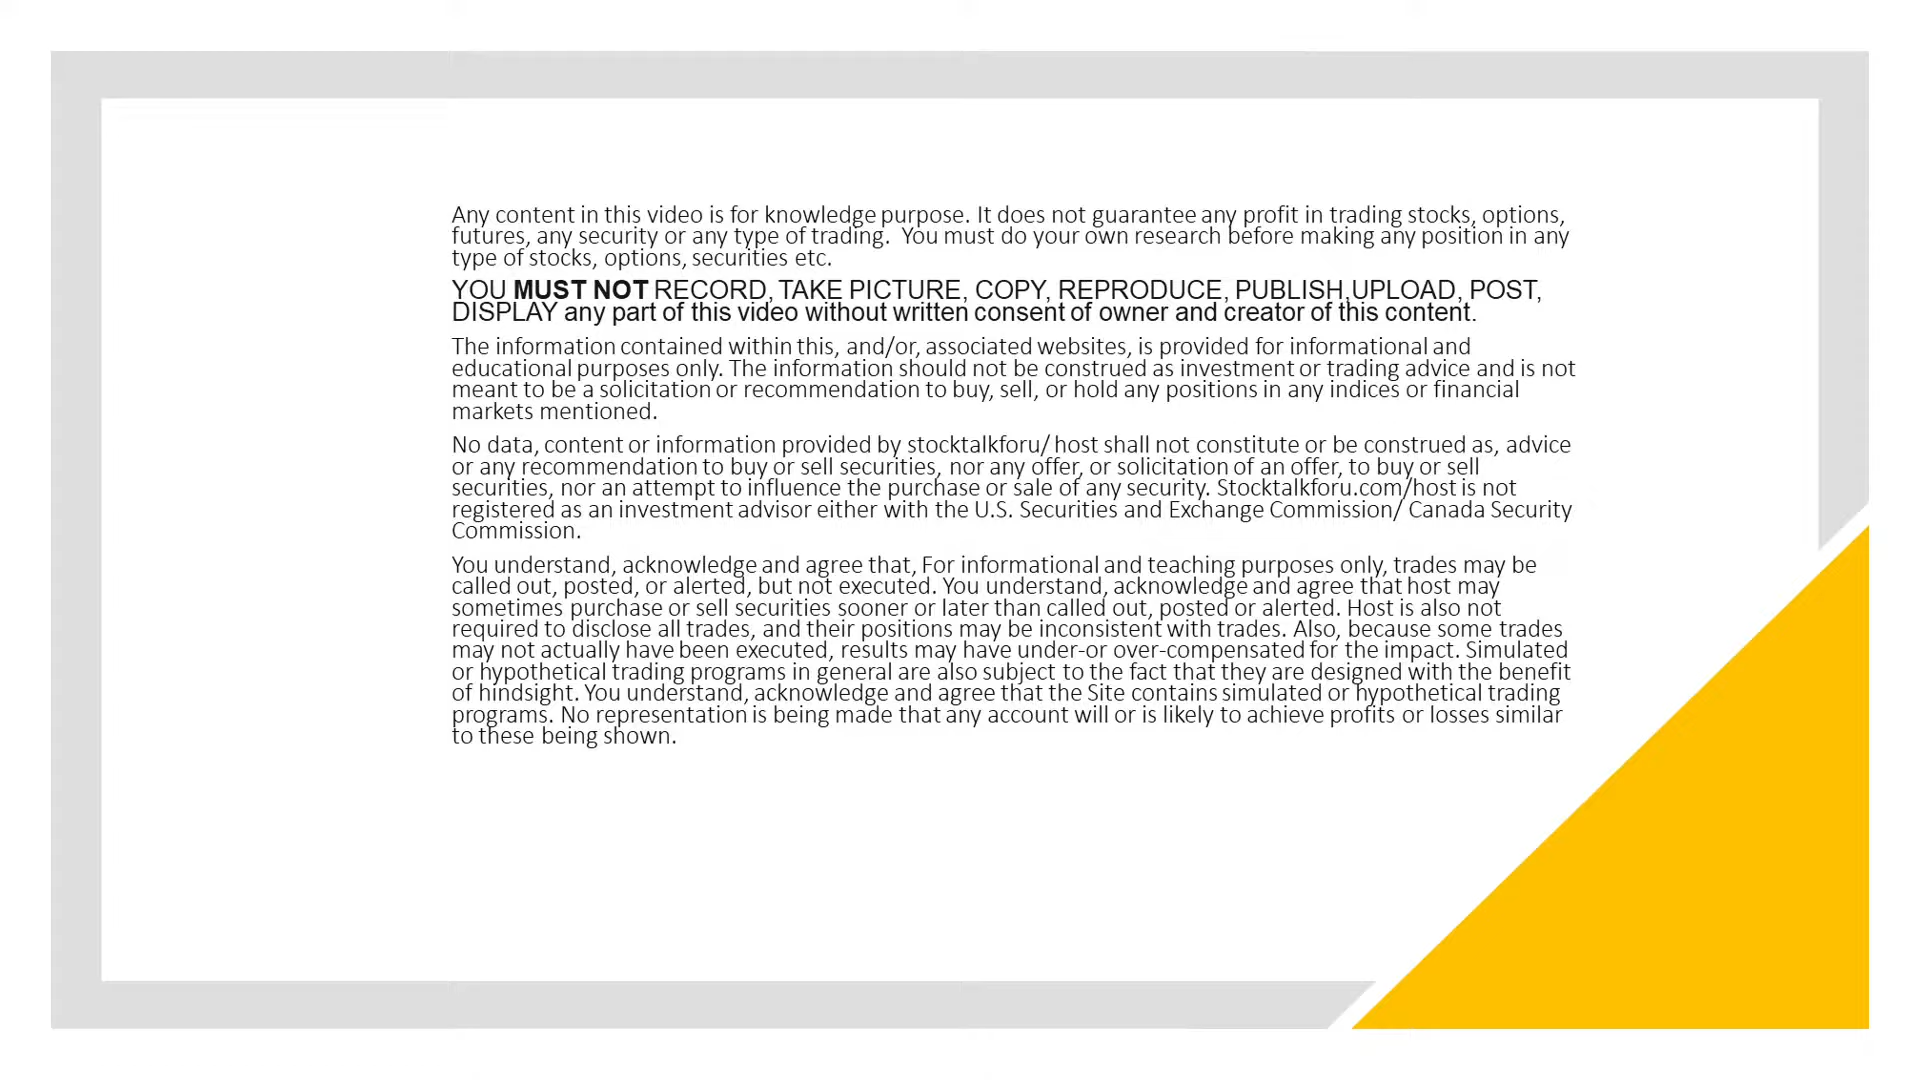 Any content in this video is for knowledge purpose. It does not guarantee any profit in trading stocks, options,
futures, any security or any type of trading.  You must do your own research before making any position in any
type of stocks, options, securities etc.
YOU MUST NOT RECORD, TAKE PICTURE, COPY, REPRODUCE, PUBLISH,UPLOAD, POST,
DISPLAY any part of this video without written consent of owner and creator of this content.
The information contained within this, and/or, associated websites, is provided for informational and
educational purposes only. The information should not be construed as investment or trading advice and is not
meant to be a solicitation or recommendation to buy, sell, or hold any positions in any indices or financial
markets mentioned.
No data, content or information provided by stocktalkforu/ host shall not constitute or be construed as, advice
or any recommendation to buy or sell securities, nor any offer, or solicitation of an offer, to buy or sell
securities, nor an attempt to influence the purchase or sale of any security. Stocktalkforu.com/host is not
registered as an investment advisor either with the U.S. Securities and Exchange Commission/ Canada Security
Commission.
You understand, acknowledge and agree that, For informational and teaching purposes only, trades may be
called out, posted, or alerted, but not executed. You understand, acknowledge and agree that host may
sometimes purchase or sell securities sooner or later than called out, posted or alerted. Host is also not
required to disclose all trades, and their positions may be inconsistent with trades. Also, because some trades
may not actually have been executed, results may have under-or over-compensated for the impact. Simulated
or hypothetical trading programs in general are also subject to the fact that they are designed with the benefit
of hindsight. You understand, acknowledge and agree that the Site contains simulated or hypothetical trading
programs. No representation is being made that any account will or is likely to achieve profits or losses similar
to these being shown.